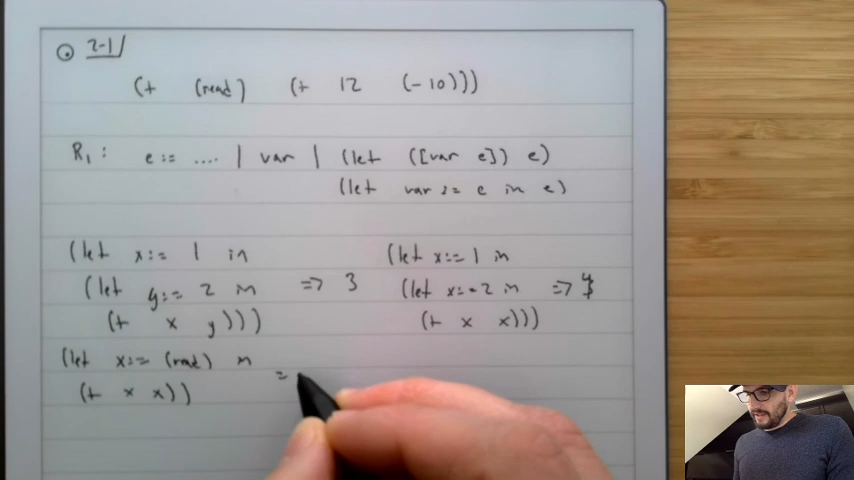 2-1/
(+ (read) (+ 12 (-10)))
R1: e := .... | var | (let ([var e]) e)
(let var := e in e)
(let x := 1 in
(let y := 2 in => 3
(+ x y)))
(let x := 1 in
(let x := 2 in => 4
(+ x x)))
(let x := (read) in
(+ x x)) =